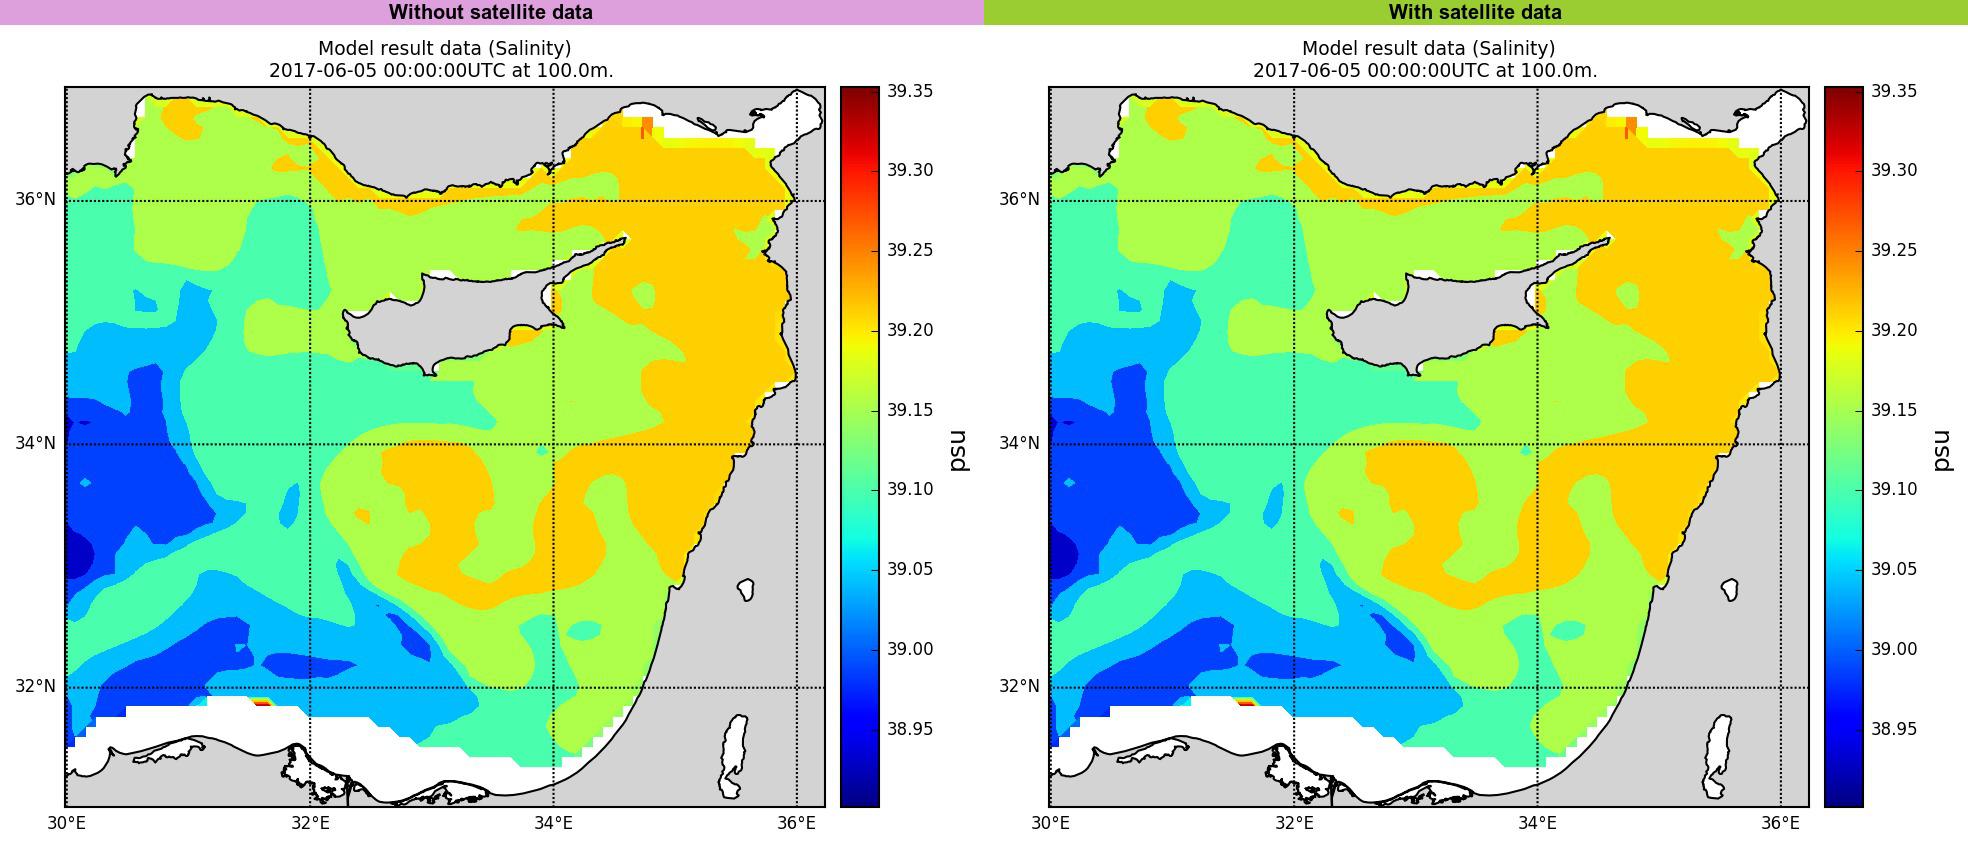 Without satellite data
With satellite data
Model result data (Salinity)
2017-06-05 00:00:00UTC at 100.0m.
36°N
34°N
32°N
30°E
32°E
34°E
36°E
39.35
39.30
39.25
39.20
39.15
39.10
39.05
39.00
38.95
psu
Model result data (Salinity)
2017-06-05 00:00:00UTC at 100.0m.
36°N
34°N
32°N
30°E
32°E
34°E
36°E
39.35
39.30
39.25
39.20
39.15
39.10
39.05
39.00
38.95
psu